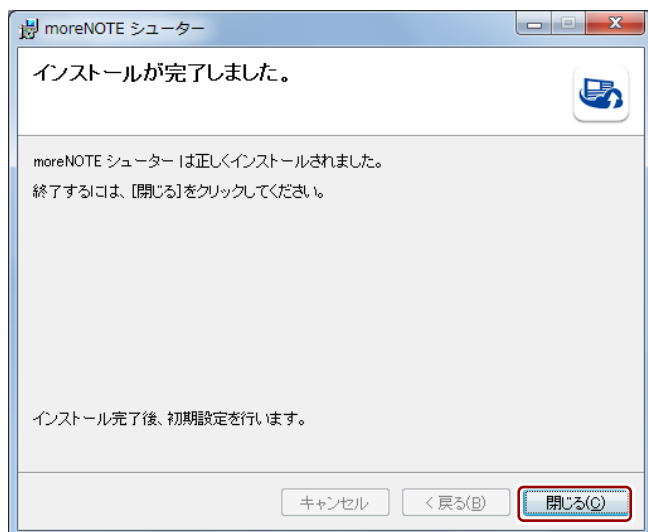 moreNOTE シューター
インストールが完了しました。
moreNOTE シューター は正しくインストールされました。
終了するには、[閉じる]をクリックしてください。
インストール完了後、初期設定を行います。
キャンセル
< 戻る(B)
閉じる(C)